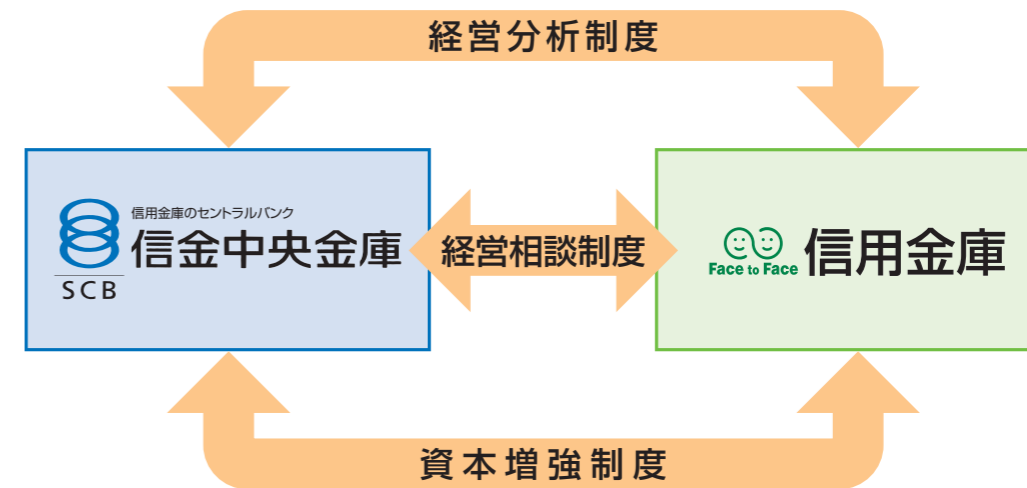 経営分析制度
信用金庫のセントラルバンク
信金中央金庫
SCB
経営相談制度
Face to Face
信用金庫
資本増強制度